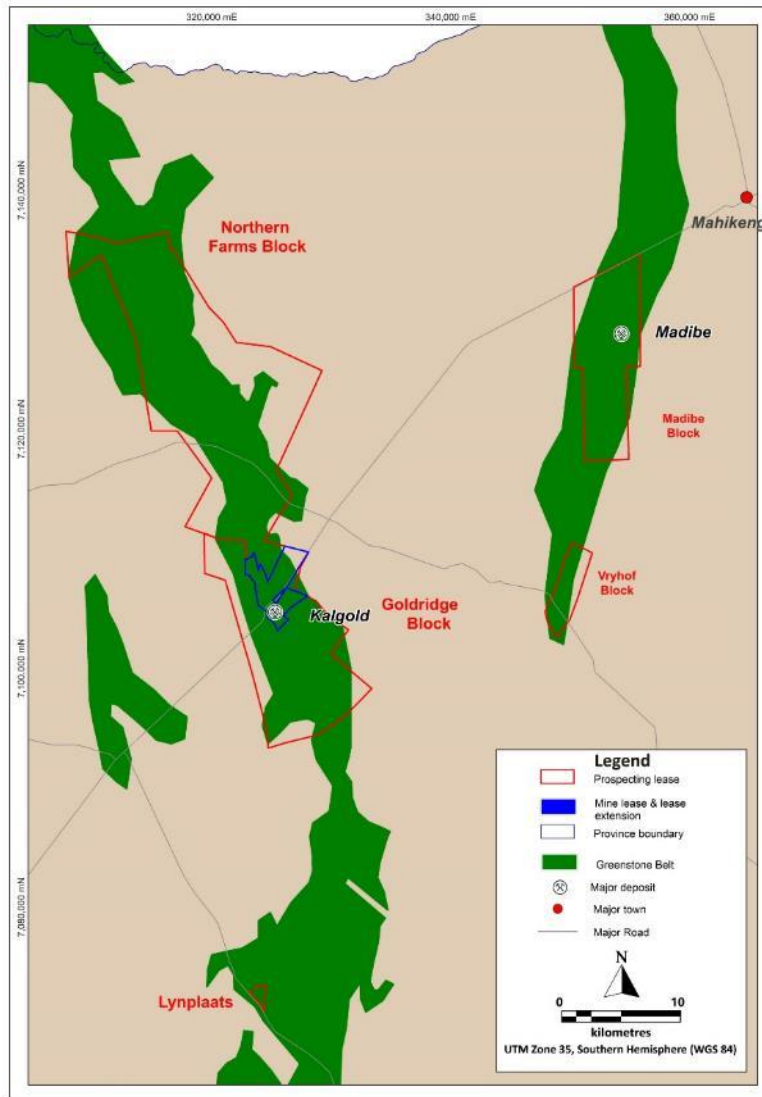 320,000 mE
340,000 mE
360,000 mE
7,140,000 mN
7,120,000 mN
7,100,000 mN
7,080,000 mN
Northern
Farms Block
Mahikeng
Madibe
Madibe
Block
Vryhof
Block
Kalgold
Goldridge
Block
Lynplaats
Legend
Prospecting lease
Mine lease & lease
extension
Province boundary
Greenstone Belt
Major deposit
Major town
Major Road
N
0
10
kilometres
UTM Zone 35, Southern Hemisphere (WGS 84)